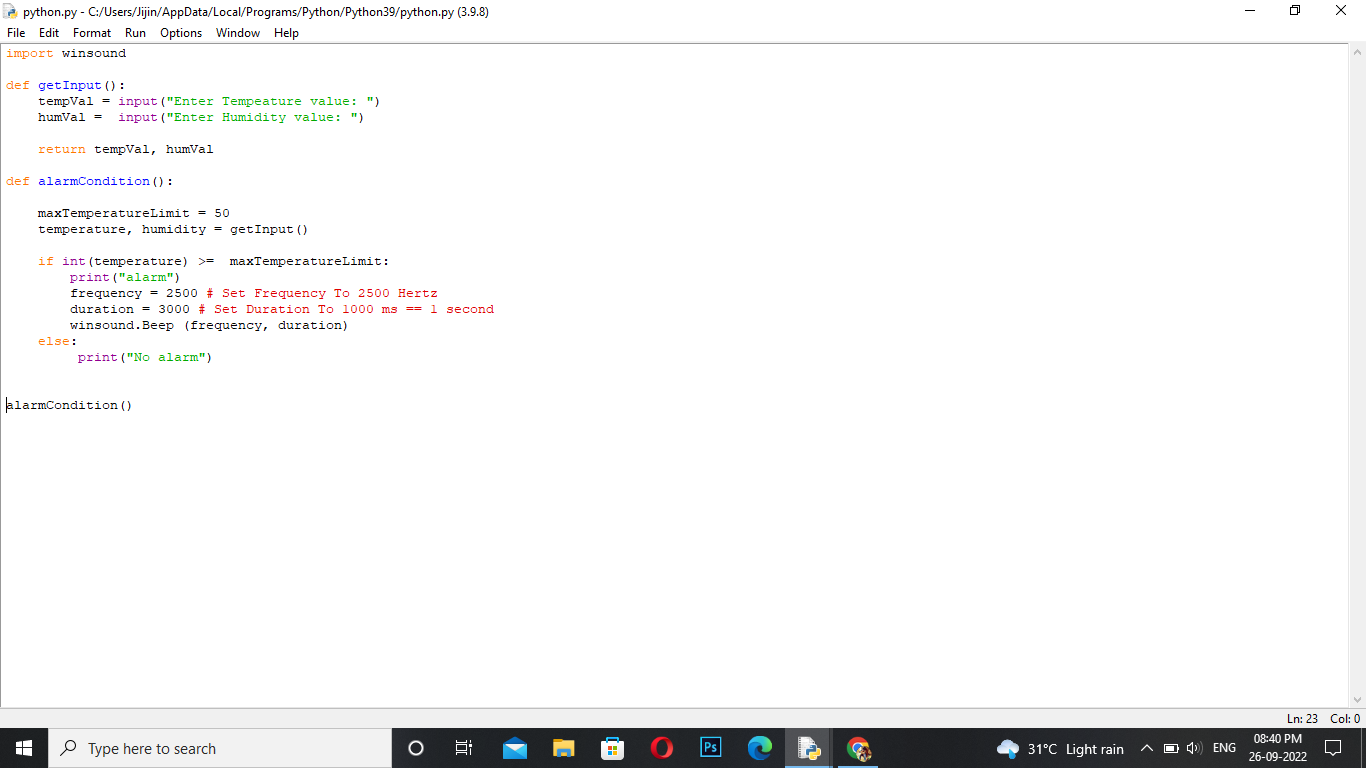 python.py - C:/Users/Jijin/AppData/Local/Programs/Python/Python39/python.py (3.9.8)
File Edit Format Run Options Window Help
import winsound
def getInput():
    tempVal = input("Enter Tempeature value: ")
    humVal =  input("Enter Humidity value: ")
    return tempVal, humVal
def alarmCondition():
    maxTemperatureLimit = 50
    temperature, humidity = getInput()
    if int(temperature) >=  maxTemperatureLimit:
        print("alarm")
        frequency = 2500 # Set Frequency To 2500 Hertz
        duration = 3000 # Set Duration To 1000 ms == 1 second
        winsound.Beep (frequency, duration)
    else:
         print("No alarm")
alarmCondition()
Ln: 23 Col: 0
Type here to search
Ps
31°C Light rain
ENG
08:40 PM
26-09-2022